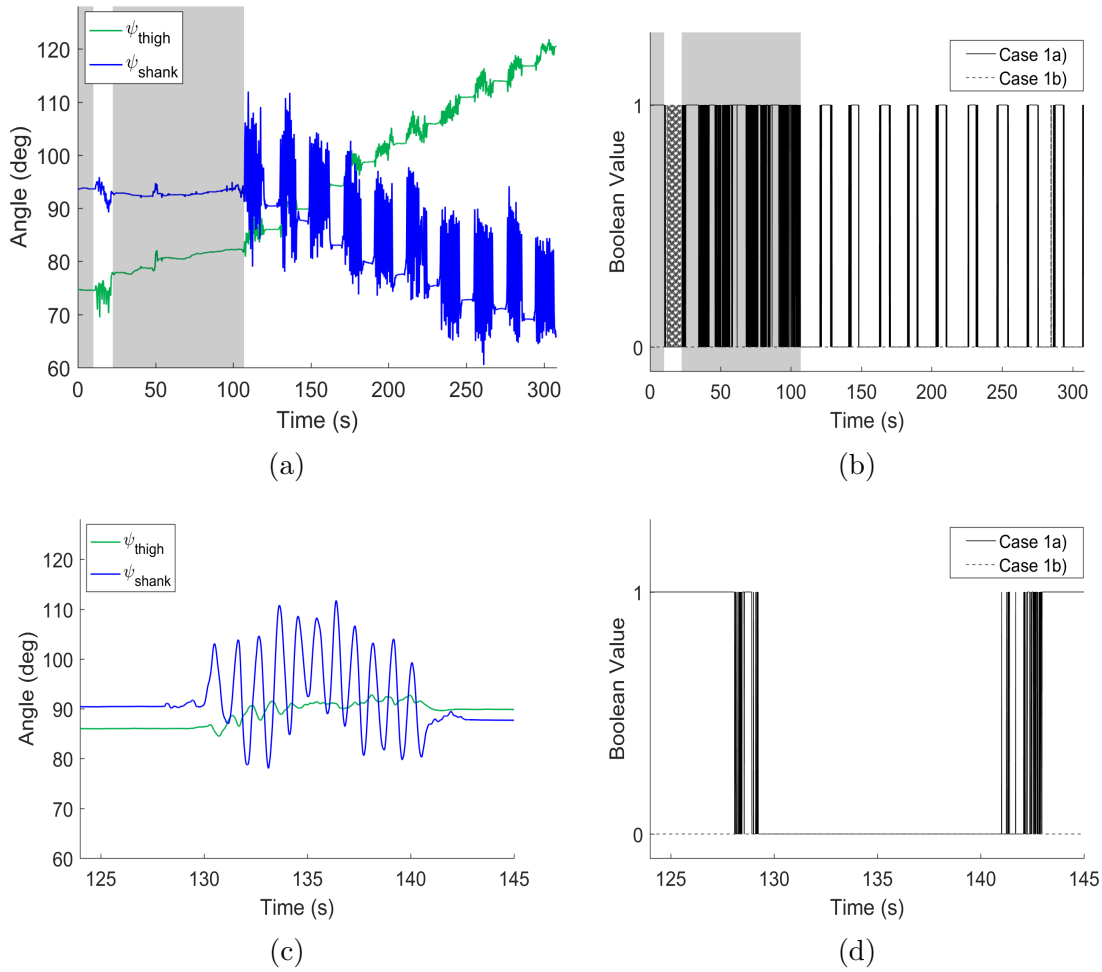 ψthigh
ψshank
Angle (deg)
120
110
100
90
80
70
60
0 50 100 150 200 250 300
Time (s)
(a)
Case 1a)
Case 1b)
Boolean Value
1
0
0 50 100 150 200 250 300
Time (s)
(b)
ψthigh
ψshank
Angle (deg)
120
110
100
90
80
70
60
125 130 135 140 145
Time (s)
(c)
Case 1a)
Case 1b)
Boolean Value
1
0
125 130 135 140 145
Time (s)
(d)